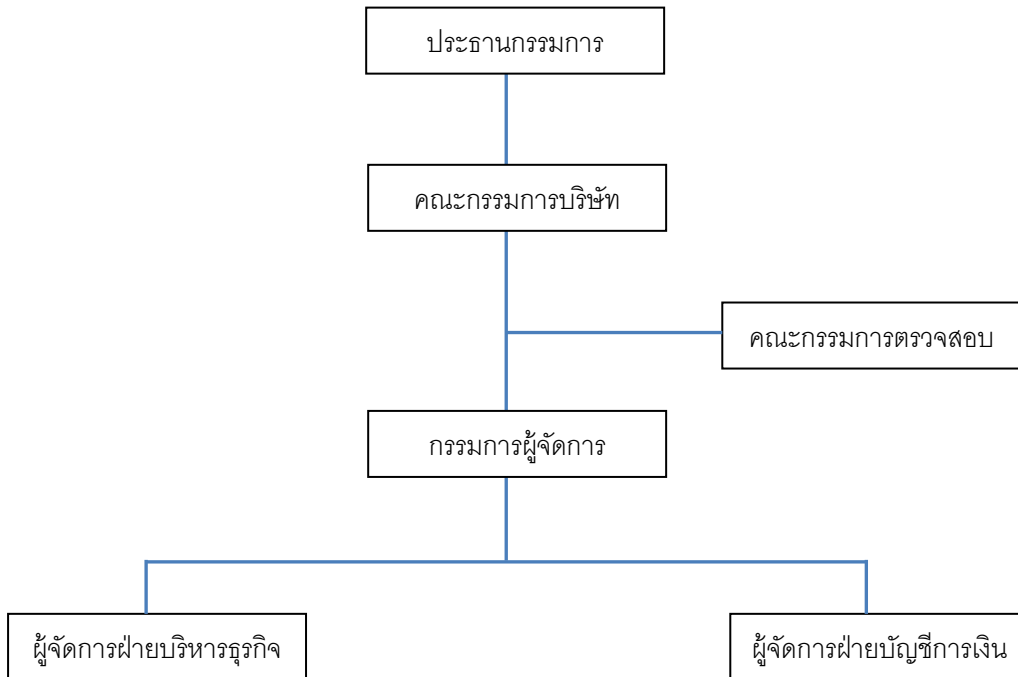 ประธานกรรมการ
คณะกรรมการบริษัท
คณะกรรมการตรวจสอบ
กรรมการผู้จัดการ
ผู้จัดการฝ่ายบริหารธุรกิจ
ผู้จัดการฝ่ายบัญชีการเงิน